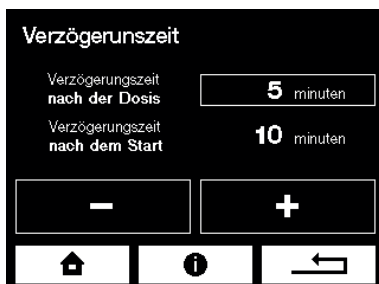 Verzögerunszeit
Verzögerungszeit
nach der Dosis
5 minuten
Verzögerungszeit
nach dem Start
10 minuten
- +
i